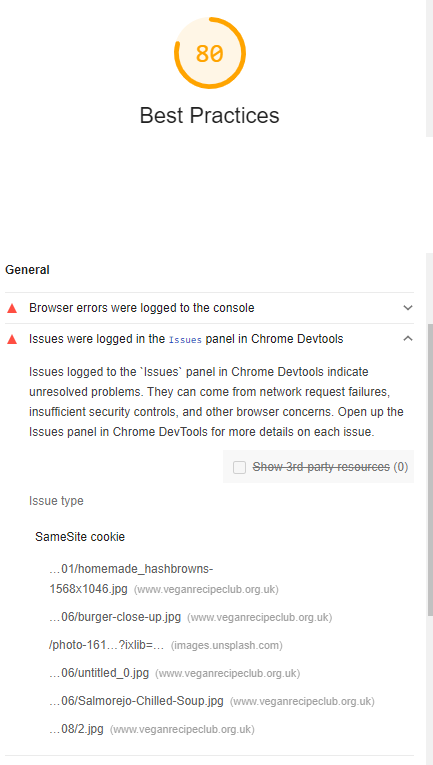 80
Best Practices
General
Browser errors were logged to the console
Issues were logged in the Issues panel in Chrome Devtools
Issues logged to the `Issues` panel in Chrome Devtools indicate
unresolved problems. They can come from network request failures,
insufficient security controls, and other browser concerns. Open up the
Issues panel in Chrome DevTools for more details on each issue.
Show 3rd-party resources (0)
Issue type
SameSite cookie
…01/homemade_hashbrowns-
1568x1046.jpg (www.veganrecipeclub.org.uk)
…06/burger-close-up.jpg (www.veganrecipeclub.org.uk)
/photo-161…?ixlib=… (images.unsplash.com)
…06/untitled_0.jpg (www.veganrecipeclub.org.uk)
…06/Salmorejo-Chilled-Soup.jpg (www.veganrecipeclub.org.uk)
…08/2.jpg (www.veganrecipeclub.org.uk)